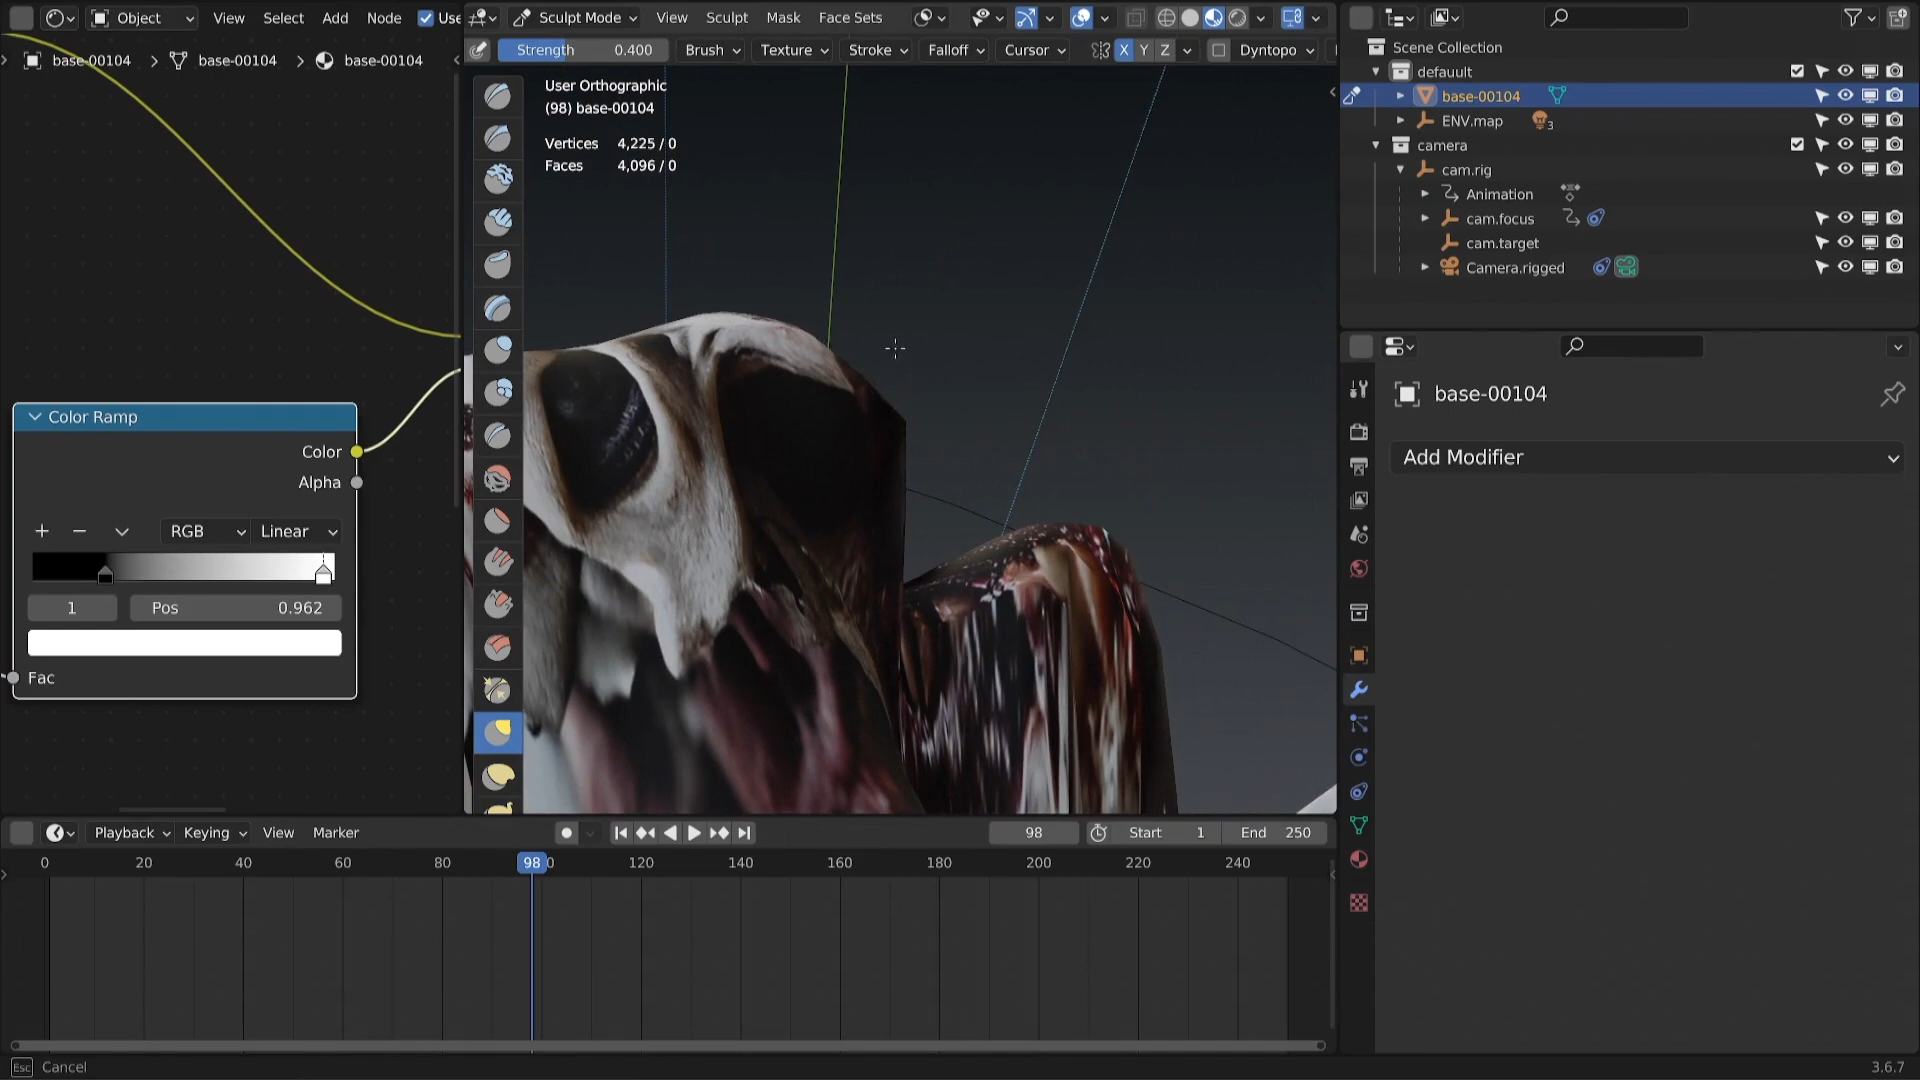 Object View Select Add Node Use
base-00104 base-00104 base-00104
Color Ramp
Color
Alpha
RGB Linear
1 Pos 0.962
Fac
Sculpt Mode View Sculpt Mask Face Sets
Strength 0.400 Brush Texture Stroke Falloff Cursor X Y Z Dyntopo
User Orthographic
(98) base-00104
Vertices 4,225 / 0
Faces 4,096 / 0
Playback Keying View Marker 98 Start 1 End 250
0 20 40 60 80 98 0 120 140 160 180 200 220 240
Esc Cancel
Scene Collection
defauult
base-00104
ENV.map 3
camera
cam.rig
Animation
cam.focus
cam.target
Camera.rigged
base-00104
Add Modifier
3.6.7